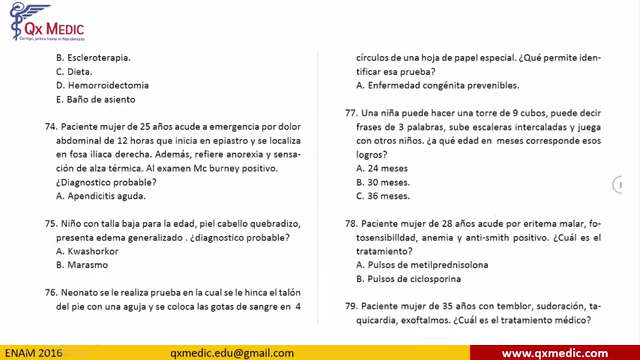 Qx MEDIC
B. Escleroterapia.
C. Dieta.
D. Hemorroidectomia
E. Baño de asiento
74. Paciente mujer de 25 años acude a emergencia por dolor
abdominal de 12 horas que inicia en epiastro y se localiza
en fosa iliaca derecha. Además, refiere anorexia y sensa-
ción de alza térmica. Al examen Mc burney positivo.
¿Diagnostico probable?
A. Apendicitis aguda.
75. Niño con talla baja para la edad, piel cabello quebradizo,
presenta edema generalizado . ¿diagnostico probable?
A. Kwashorkor
B. Marasmo
76. Neonato se le realiza prueba en la cual se le hinca el talón
del pie con una aguja y se coloca las gotas de sangre en 4
círculos de una hoja de papel especial. ¿Qué permite iden-
tificar esa prueba?
A. Enfermedad congénita prevenibles.
77. Una niña puede hacer una torre de 9 cubos, puede decir
frases de 3 palabras, sube escaleras intercaladas y juega
con otros niños. ¿a qué edad en meses corresponde esos
logros?
A. 24 meses
B. 30 meses.
C. 36 meses.
78. Paciente mujer de 28 años acude por eritema malar, fo-
tosensibilldad, anemia y anti-smith positivo. ¿Cuál es el
tratamiento?
A. Pulsos de metilprednisolona
B. Pulsos de ciclosporina
79. Paciente mujer de 35 años con temblor, sudoración, ta-
quicardia, exoftalmos. ¿Cuál es el tratamiento médico?
ENAM 2016
qxmedic.edu@gmail.com
www.qxmedic.com